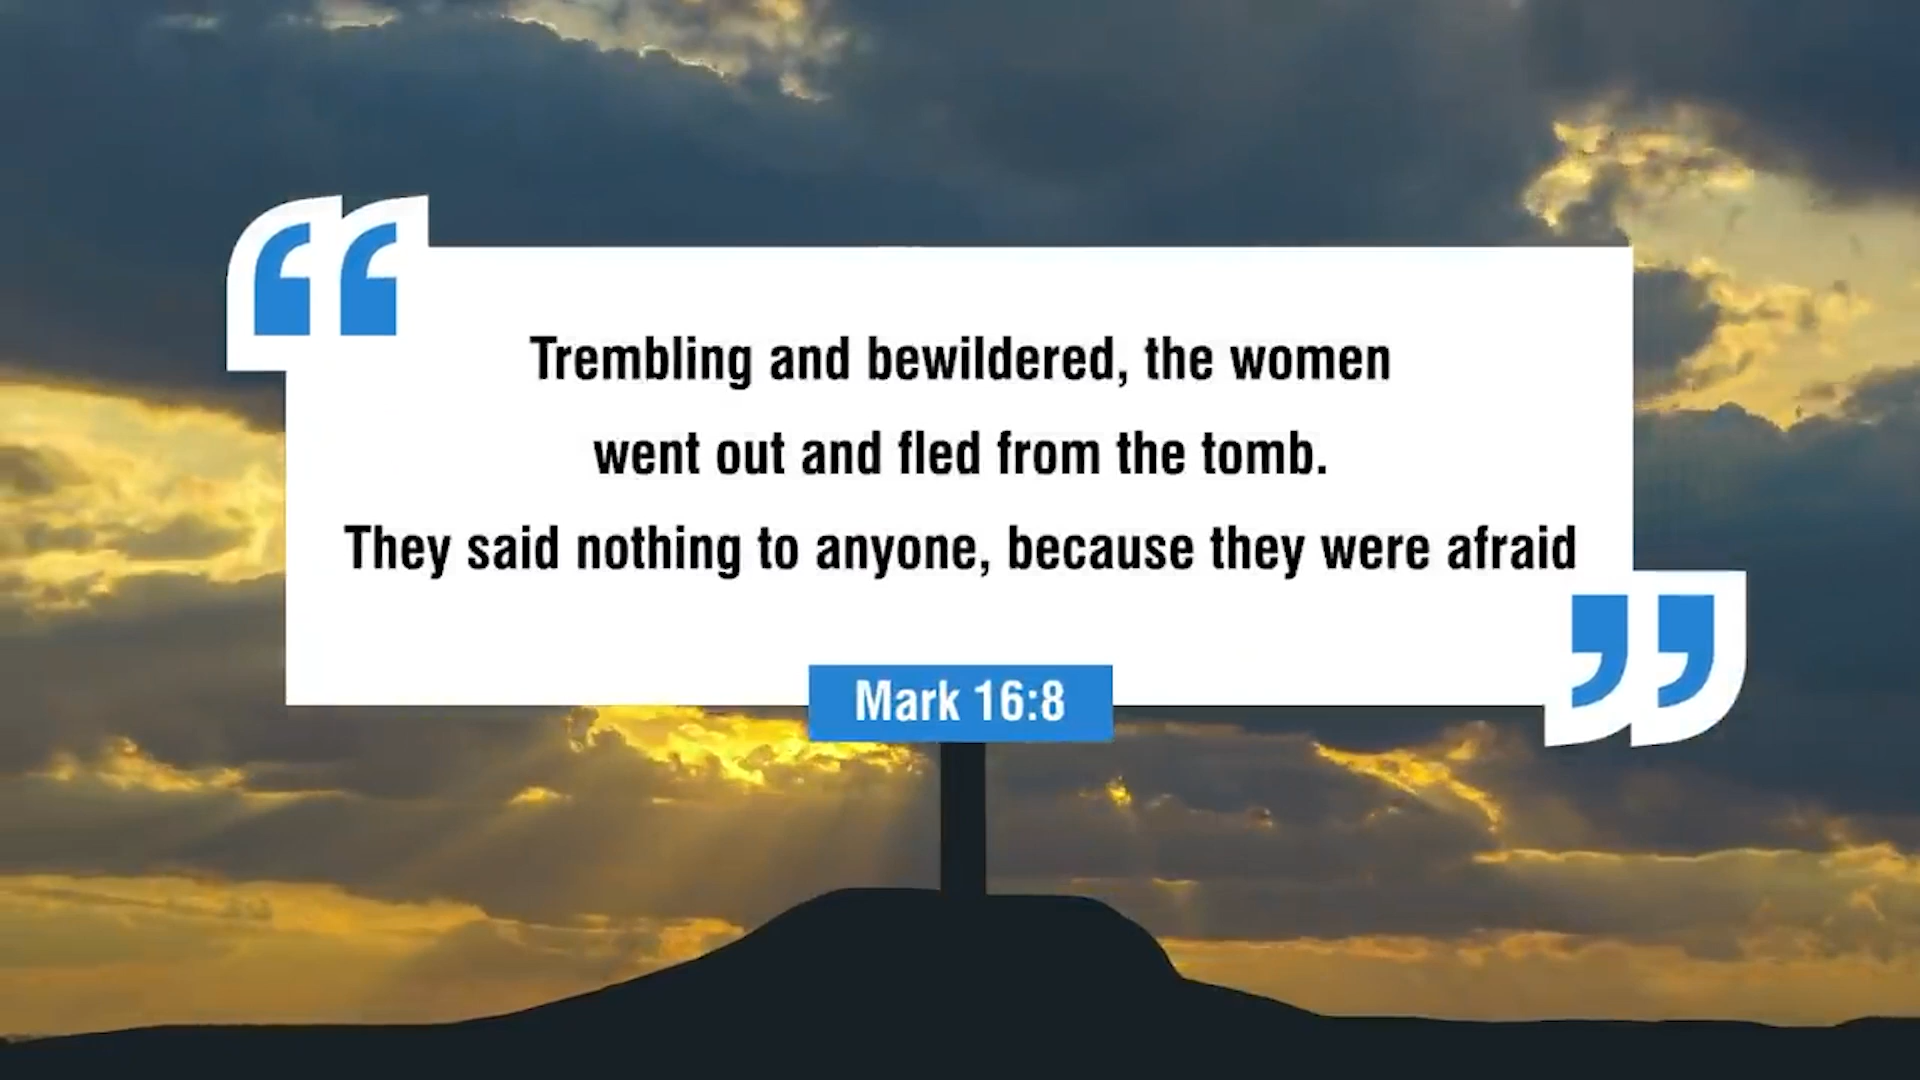 Trembling and bewildered, the women
went out and fled from the tomb.
They said nothing to anyone, because they were afraid
Mark 16:8